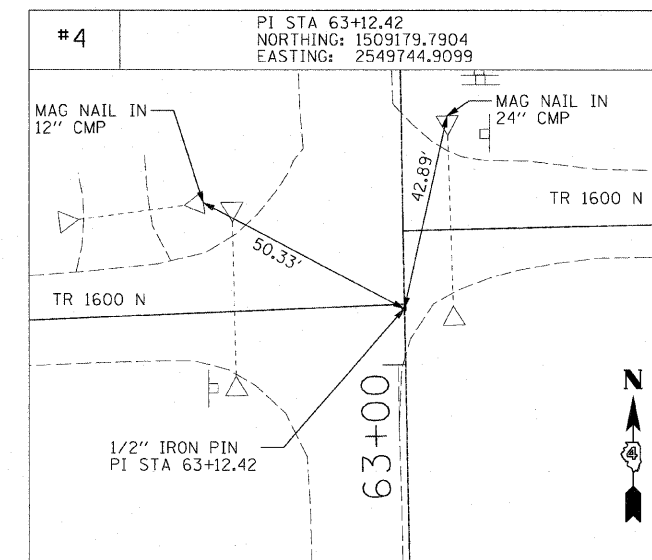 #4
PI STA 63+12.42
NORTHING: 1509179.7904
EASTING: 2549744.9099
MAG NAIL IN
12" CMP
MAG NAIL IN
24" CMP
42.89'
TR 1600 N
50.33'
TR 1600 N
63+00
1/2" IRON PIN
PI STA 63+12.42
N
4